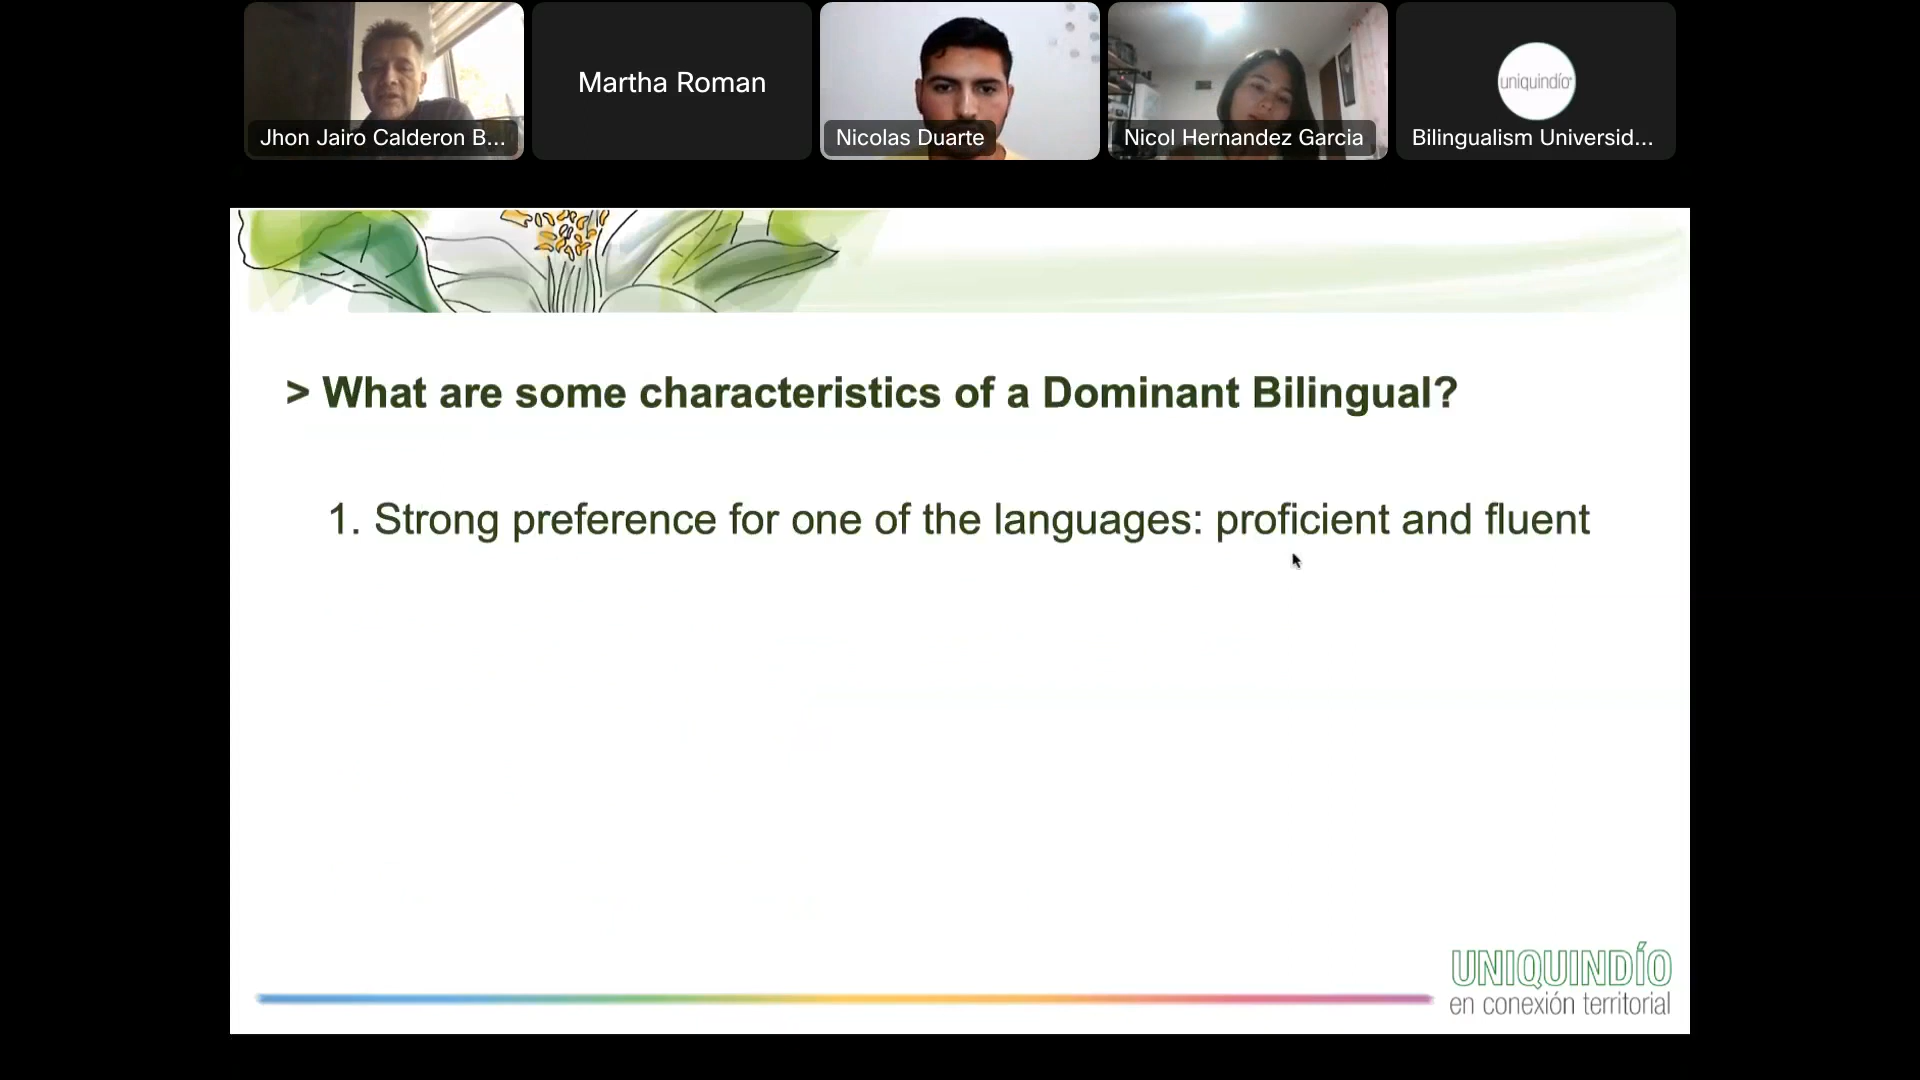 Jhon Jairo Calderon B...
Martha Roman
Nicolas Duarte
Nicol Hernandez Garcia
uniquindío
Bilingualism Universid...
> What are some characteristics of a Dominant Bilingual?
1. Strong preference for one of the languages: proficient and fluent
UNIQUINDÍO
en conexión territorial